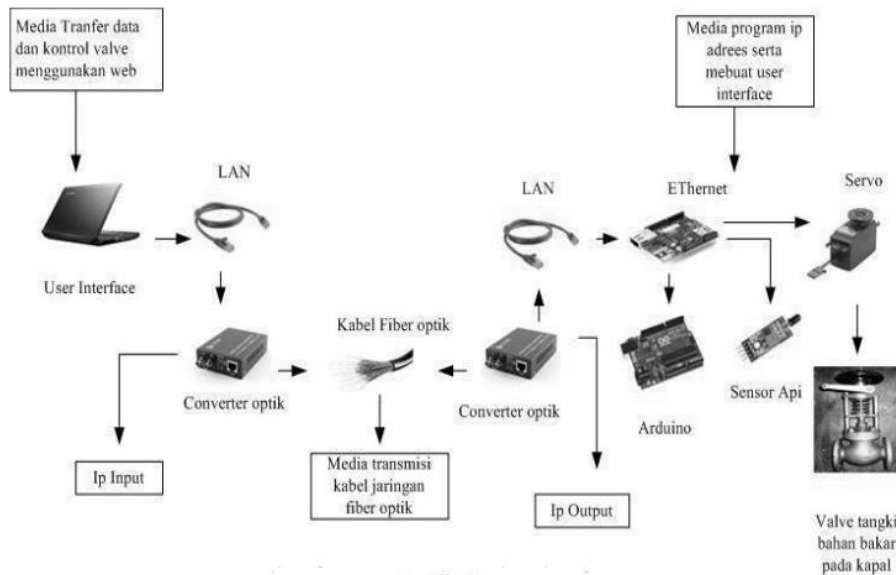 Media Tranfer data
dan kontrol valve
menggunakan web
Media program ip
adrees serta
mebuat user
interface
LAN
LAN
EThernet
Servo
User Interface
Kabel Fiber optik
Converter optik
Converter optik
Arduino
Sensor Api
Ip Input
Media transmisi
kabel jaringan
fiber optik
Ip Output
Valve tangki
bahan bakar
pada kapal